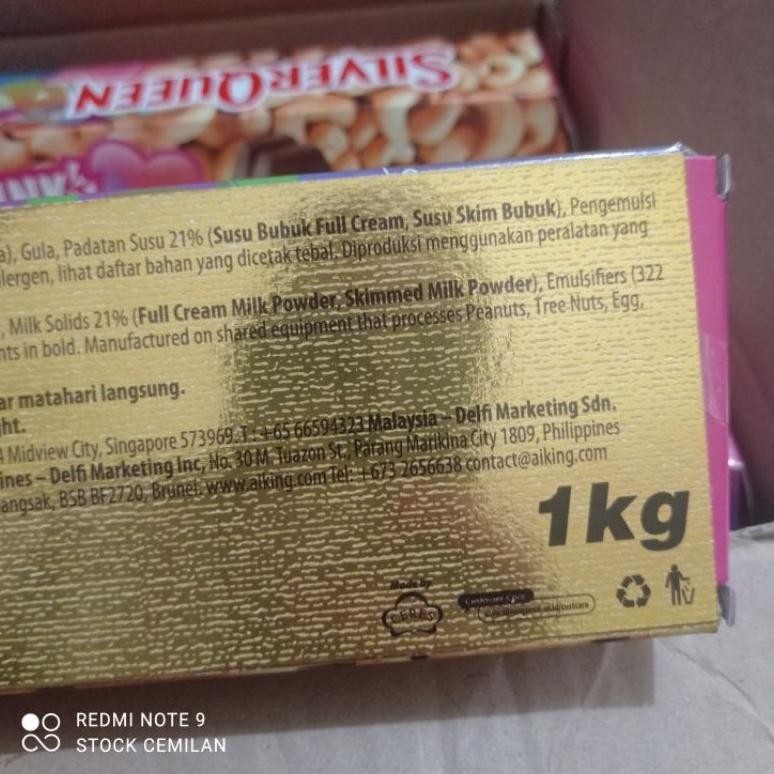 SILVERQUEEN
a), Gula, Padatan Susu 21% (Susu Bubuk Full Cream, Susu Skim Bubuk), Pengemulsi
lergen, lihat daftar bahan yang dicetak tebal. Diproduksi menggunakan peralatan yang
, Milk Solids 21% (Full Cream Milk Powder, Skimmed Milk Powder), Emulsifiers (322
nts in bold. Manufactured on shared equipment that processes Peanuts, Tree Nuts, Egg,
ar matahari langsung.
ht.
4 Midview City, Singapore 573969. T : +65 66594323 Malaysia – Delfi Marketing Sdn.
ines – Delfi Marketing Inc, No. 30 M. Tuazon St., Parang Marikina City 1809, Philippines
angsak, BSB BF2720, Brunei. www.aiking.com Tel: +673 2656638 contact@aiking.com
1kg
Made by
CERES
Customer Care
REDMI NOTE 9
STOCK CEMILAN